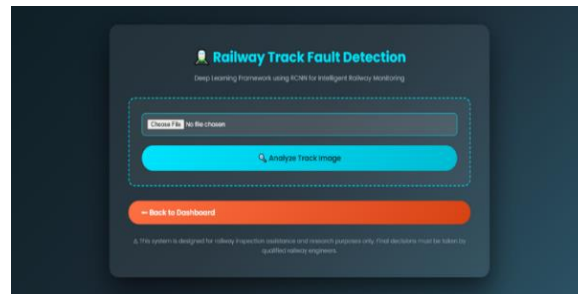 Railway Track Fault Detection
Deep Learning Framework using RCNN for Intelligent Railway Monitoring
Choose File No file chosen
Analyze Track Image
← Back to Dashboard
⚠ This system is designed for railway inspection assistance and research purposes only. Final decisions must be taken by
qualified railway engineers.